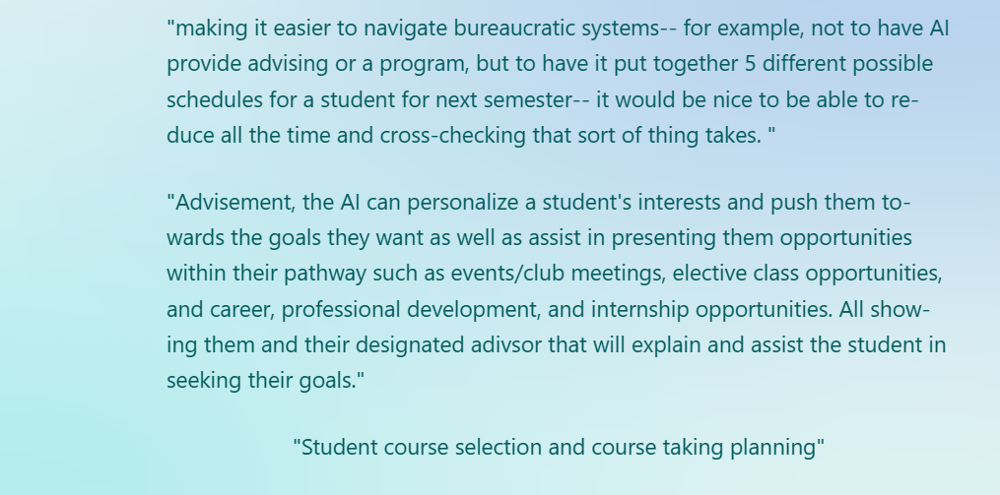 "making it easier to navigate bureaucratic systems-- for example, not to have AI
provide advising or a program, but to have it put together 5 different possible
schedules for a student for next semester-- it would be nice to be able to re-
duce all the time and cross-checking that sort of thing takes. "
"Advisement, the AI can personalize a student's interests and push them to-
wards the goals they want as well as assist in presenting them opportunities
within their pathway such as events/club meetings, elective class opportunities,
and career, professional development, and internship opportunities. All show-
ing them and their designated adivsor that will explain and assist the student in
seeking their goals."
"Student course selection and course taking planning"